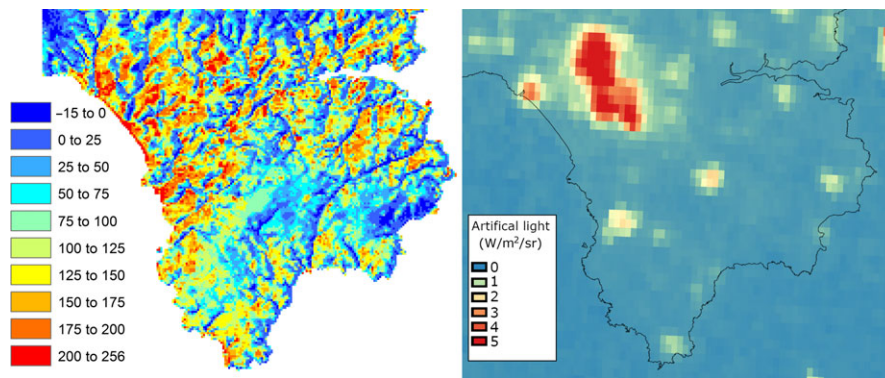 −15 to 0
0 to 25
25 to 50
50 to 75
75 to 100
100 to 125
125 to 150
150 to 175
175 to 200
200 to 256
Artifical light
(W/m²/sr)
0
1
2
3
4
5